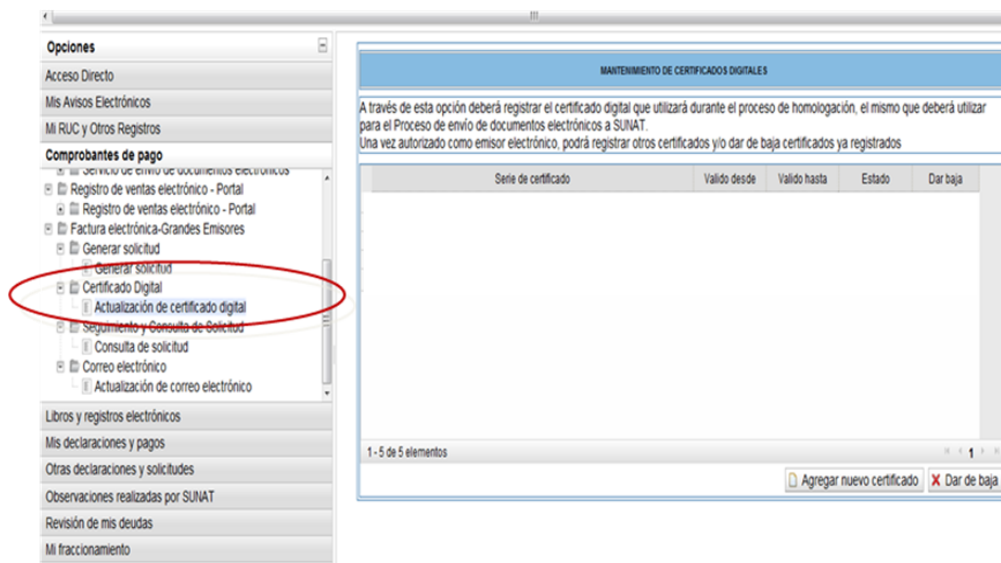 Opciones
Acceso Directo
Mis Avisos Electrónicos
Mi RUC y Otros Registros
Comprobantes de pago
Servicio de envío de documentos electrónicos
Registro de ventas electrónico - Portal
Registro de ventas electrónico - Portal
Factura electrónica-Grandes Emisores
Generar solicitud
Generar solicitud
Certificado Digital
Actualización de certificado digital
Seguimiento y Consulta de Solicitud
Consulta de solicitud
Correo electrónico
Actualización de correo electrónico
Libros y registros electrónicos
Mis declaraciones y pagos
Otras declaraciones y solicitudes
Observaciones realizadas por SUNAT
Revisión de mis deudas
Mi fraccionamiento
MANTENIMIENTO DE CERTIFICADOS DIGITALES
A través de esta opción deberá registrar el certificado digital que utilizará durante el proceso de homologación, el mismo que deberá utilizar
para el Proceso de envío de documentos electrónicos a SUNAT.
Una vez autorizado como emisor electrónico, podrá registrar otros certificados y/o dar de baja certificados ya registrados
Serie de certificado Valido desde Valido hasta Estado Dar baja
1 - 5 de 5 elementos 1
Agregar nuevo certificado Dar de baja